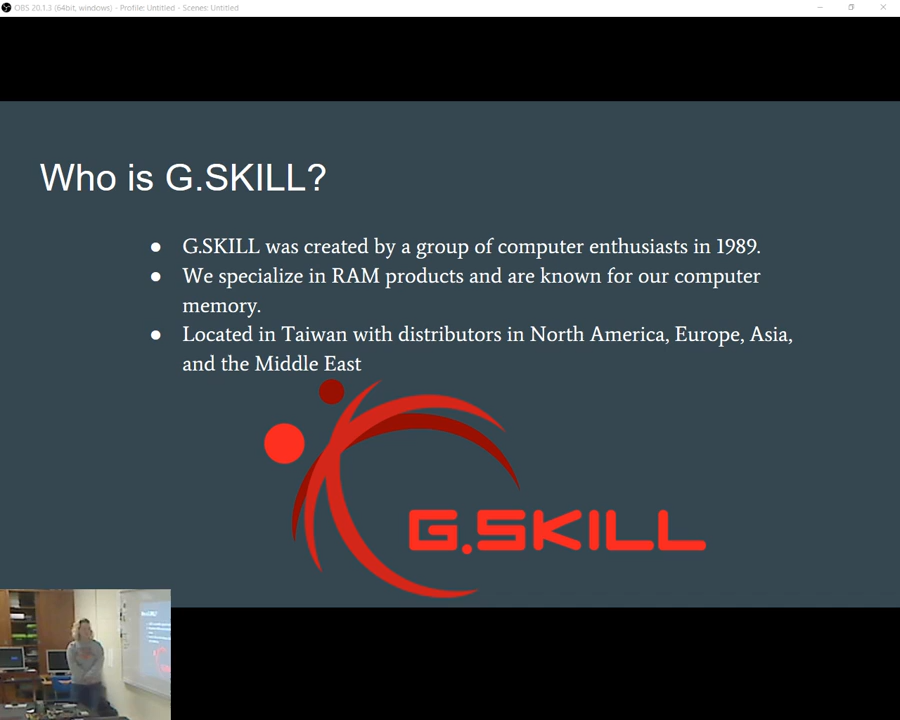 OBS 20.1.3 (64bit, windows) - Profile: Untitled - Scenes: Untitled
Who is G.SKILL?
● G.SKILL was created by a group of computer enthusiasts in 1989.
● We specialize in RAM products and are known for our computer
memory.
● Located in Taiwan with distributors in North America, Europe, Asia,
and the Middle East
G.SKILL